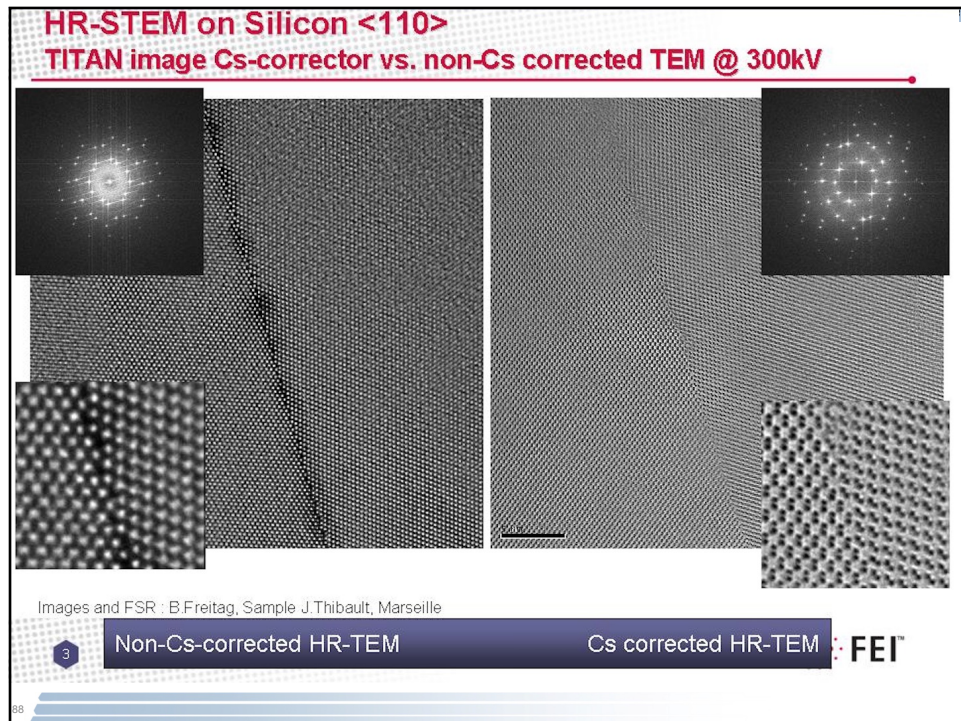 HR-STEM on Silicon <110>
TITAN image Cs-corrector vs. non-Cs corrected TEM @ 300kV
Images and FSR : B.Freitag, Sample J.Thibault, Marseille
3
Non-Cs-corrected HR-TEM
Cs corrected HR-TEM
FEI™
88